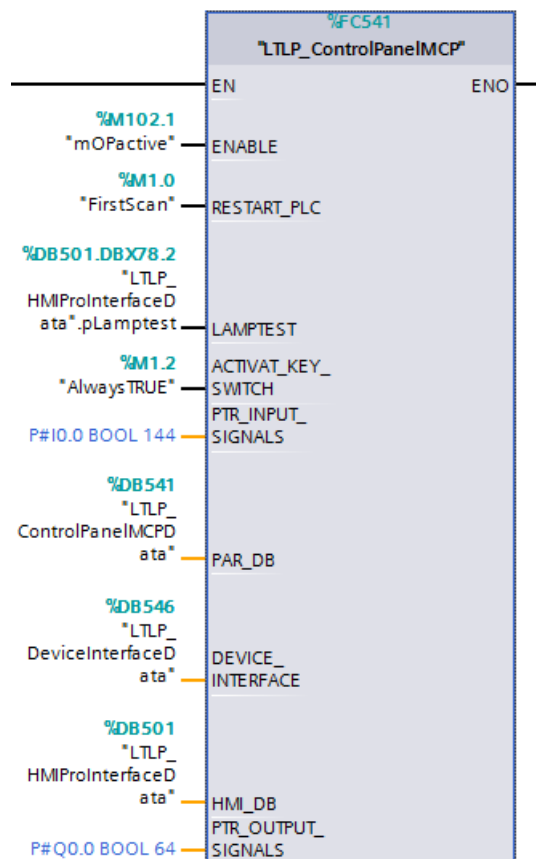 %FC541
"LTLP_ControlPanelMCP"
EN ENO
%M102.1
"mOPactive" ENABLE
%M1.0
"FirstScan" RESTART_PLC
%DB501.DBX78.2
"LTLP_
HMIProInterfaceD
ata".pLamptest LAMPTEST
%M1.2
"AlwaysTRUE"
ACTIVAT_KEY_
SWITCH
PTR_INPUT_
P#I0.0 BOOL 144 SIGNALS
%DB541
"LTLP_
ControlPanelMCPD
ata" PAR_DB
%DB546
"LTLP_
DeviceInterfaceD
ata"
DEVICE_
INTERFACE
%DB501
"LTLP_
HMIProInterfaceD
ata" HMI_DB
PTR_OUTPUT_
P#Q0.0 BOOL 64 SIGNALS